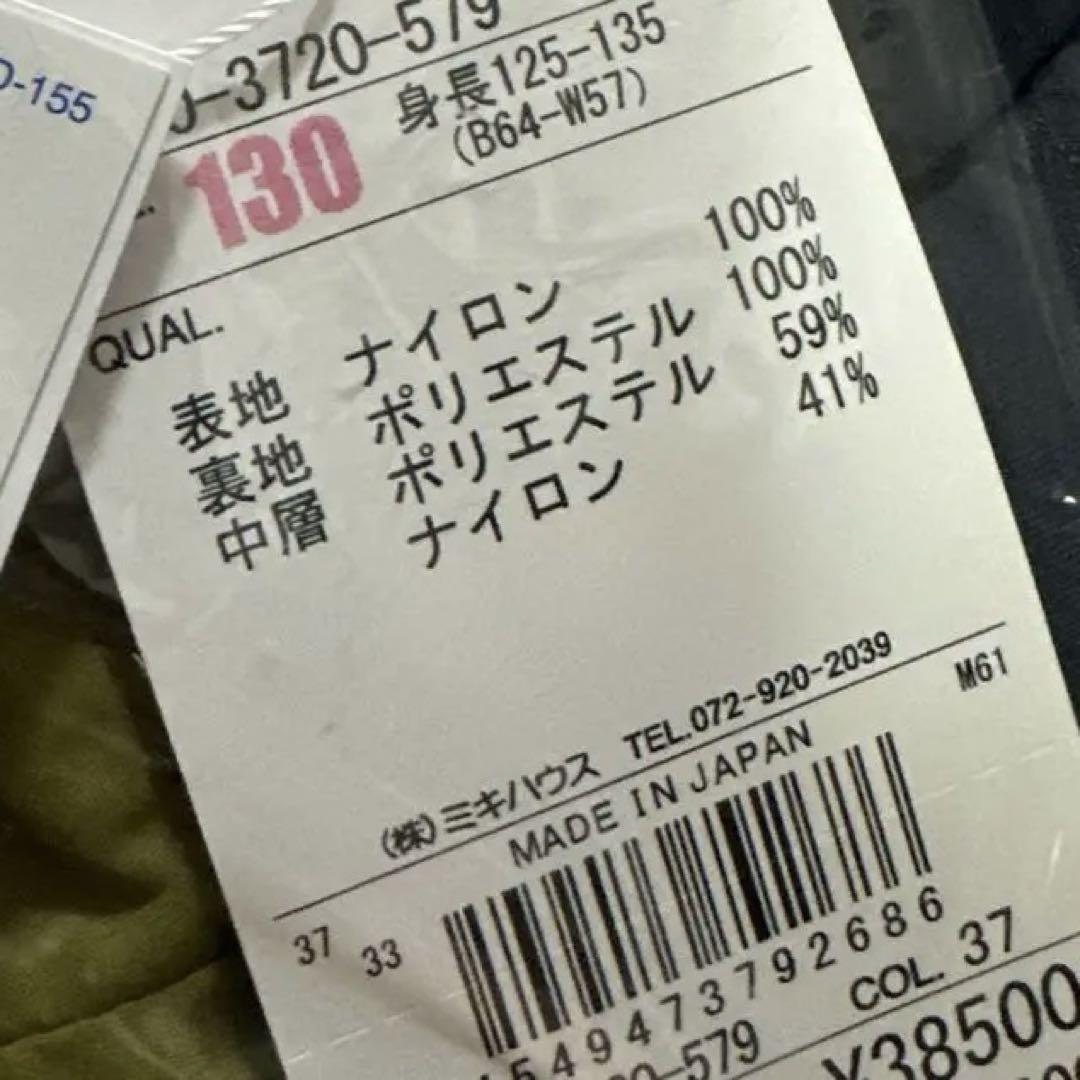 -3720-579
-155
130
身長125-135
(B64-W57)
QUAL.
表地 ナイロン 100%
裏地 ポリエステル 100%
中層 ポリエステル 59%
ナイロン 41%
(株)ミキハウス TEL.072-920-2039
MADE IN JAPAN
M61
37 33
549473792686
-579
COL. 37
¥38500